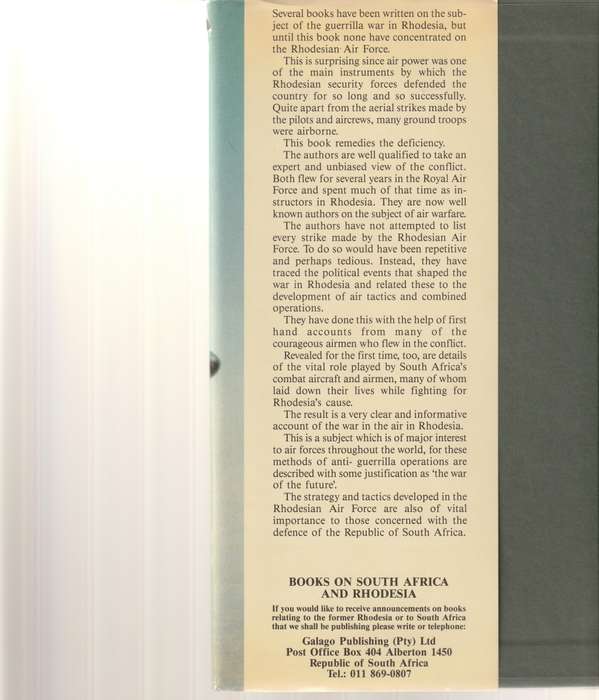 Several books have been written on the sub-
ject of the guerrilla war in Rhodesia, but
until this book none have concentrated on
the Rhodesian Air Force.
This is surprising since air power was one
of the main instruments by which the
Rhodesian security forces defended the
country for so long and so successfully.
Quite apart from the aerial strikes made by
the pilots and aircrews, many ground troops
were airborne.
This book remedies the deficiency.
The authors are well qualified to take an
expert and unbiased view of the conflict.
Both flew for several years in the Royal Air
Force and spent much of that time as in-
structors in Rhodesia. They are now well
known authors on the subject of air warfare.
The authors have not attempted to list
every strike made by the Rhodesian Air
Force. To do so would have been repetitive
and perhaps tedious. Instead, they have
traced the political events that shaped the
war in Rhodesia and related these to the
development of air tactics and combined
operations.
They have done this with the help of first
hand accounts from many of the
courageous airmen who flew in the conflict.
Revealed for the first time, too, are details
of the vital role played by South Africa's
combat aircraft and airmen, many of whom
laid down their lives while fighting for
Rhodesia's cause.
The result is a very clear and informative
account of the war in the air in Rhodesia.
This is a subject which is of major interest
to air forces throughout the world, for these
methods of anti- guerrilla operations are
described with some justification as 'the war
of the future'.
The strategy and tactics developed in the
Rhodesian Air Force are also of vital
importance to those concerned with the
defence of the Republic of South Africa.
BOOKS ON SOUTH AFRICA
AND RHODESIA
If you would like to receive announcements on books
relating to the former Rhodesia or to South Africa
that we shall be publishing please write or telephone:
Galago Publishing (Pty) Ltd
Post Office Box 404 Alberton 1450
Republic of South Africa
Tel.: 011 869-0807